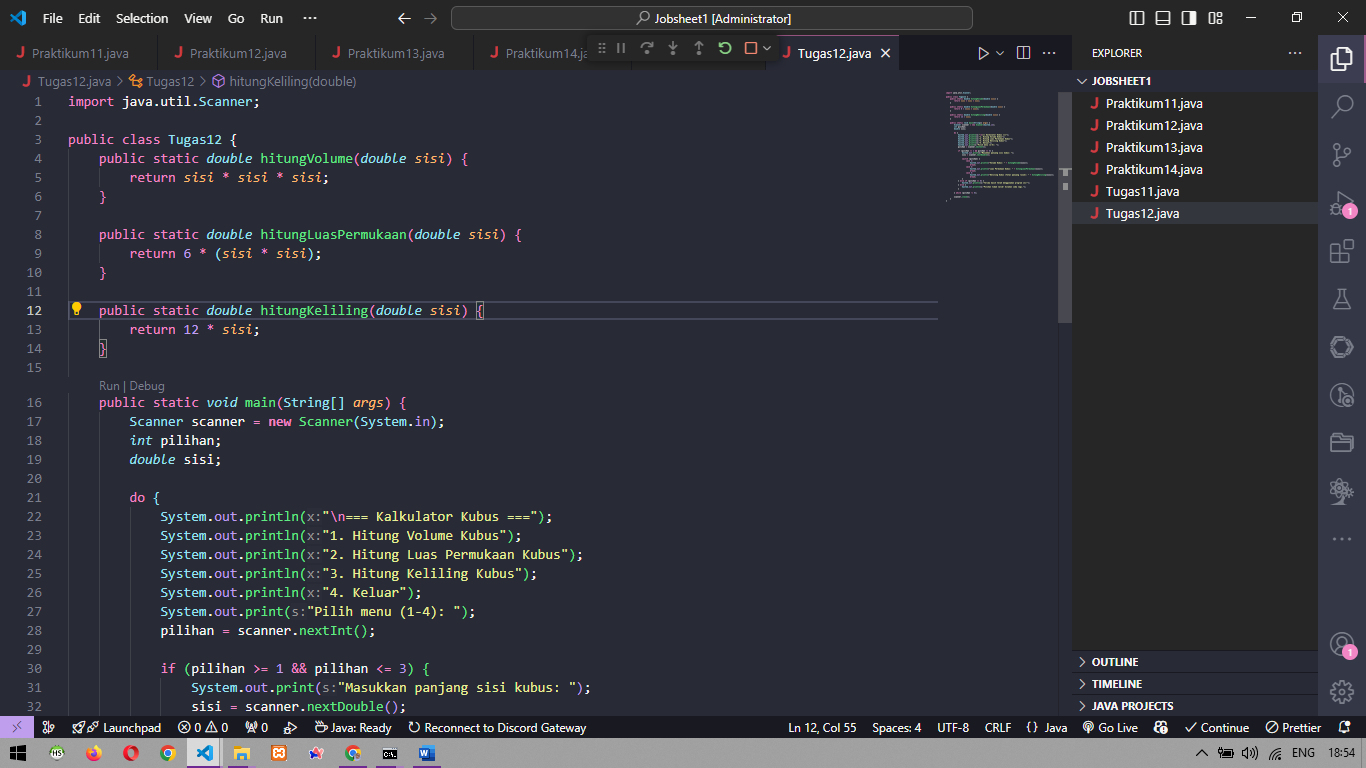 File Edit Selection View Go Run ··· Jobsheet1 [Administrator]
Praktikum11.java Praktikum12.java Praktikum13.java Praktikum14.ja Tugas12.java EXPLORER
Tugas12.java > Tugas12 > hitungKeliling(double)
JOBSHEET1
Praktikum11.java
Praktikum12.java
Praktikum13.java
Praktikum14.java
Tugas11.java
Tugas12.java
1 import java.util.Scanner;
2
3 public class Tugas12 {
4 public static double hitungVolume(double sisi) {
5 return sisi * sisi * sisi;
6 }
7
8 public static double hitungLuasPermukaan(double sisi) {
9 return 6 * (sisi * sisi);
10 }
11
12 public static double hitungKeliling(double sisi) {
13 return 12 * sisi;
14 }
15
Run | Debug
16 public static void main(String[] args) {
17 Scanner scanner = new Scanner(System.in);
18 int pilihan;
19 double sisi;
20
21 do {
22 System.out.println(x:"\n=== Kalkulator Kubus ===");
23 System.out.println(x:"1. Hitung Volume Kubus");
24 System.out.println(x:"2. Hitung Luas Permukaan Kubus");
25 System.out.println(x:"3. Hitung Keliling Kubus");
26 System.out.println(x:"4. Keluar");
27 System.out.print(s:"Pilih menu (1-4): ");
28 pilihan = scanner.nextInt();
29
30 if (pilihan >= 1 && pilihan <= 3) {
31 System.out.print(s:"Masukkan panjang sisi kubus: ");
32 sisi = scanner.nextDouble();
OUTLINE
TIMELINE
JAVA PROJECTS
1
1
Launchpad 0 0 0 Java: Ready Reconnect to Discord Gateway Ln 12, Col 55 Spaces: 4 UTF-8 CRLF {} Java Go Live Continue Prettier
HS W ENG 18:54